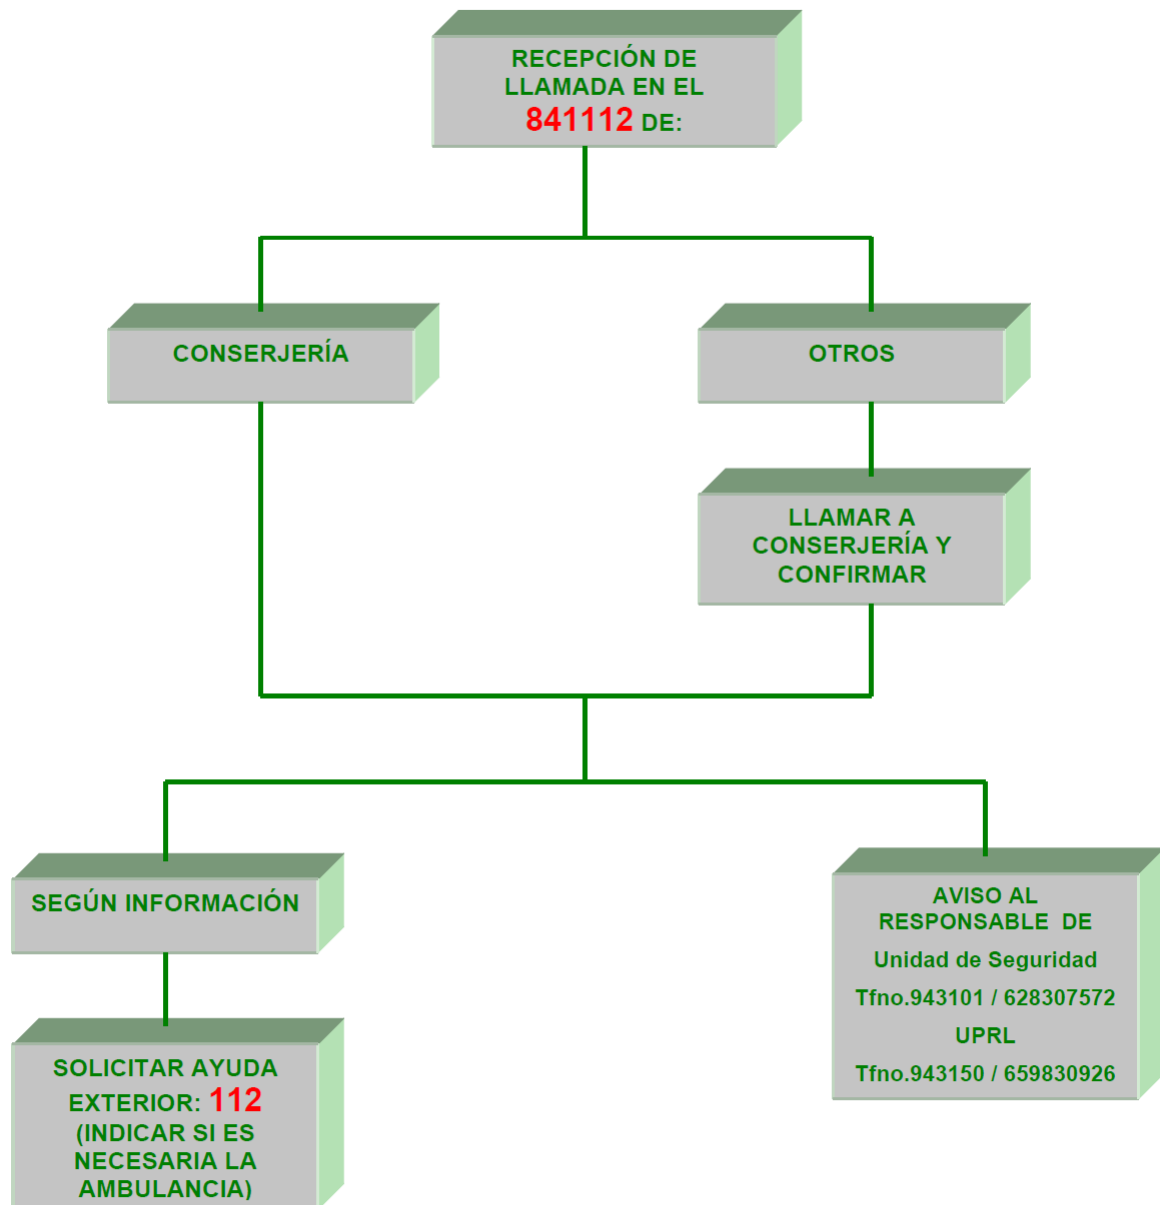 RECEPCIÓN DE
LLAMADA EN EL
841112 DE:
CONSERJERÍA
OTROS
LLAMAR A
CONSERJERÍA Y
CONFIRMAR
SEGÚN INFORMACIÓN
SOLICITAR AYUDA
EXTERIOR: 112
(INDICAR SI ES
NECESARIA LA
AMBULANCIA)
AVISO AL
RESPONSABLE DE
Unidad de Seguridad
Tfno.943101 / 628307572
UPRL
Tfno.943150 / 659830926